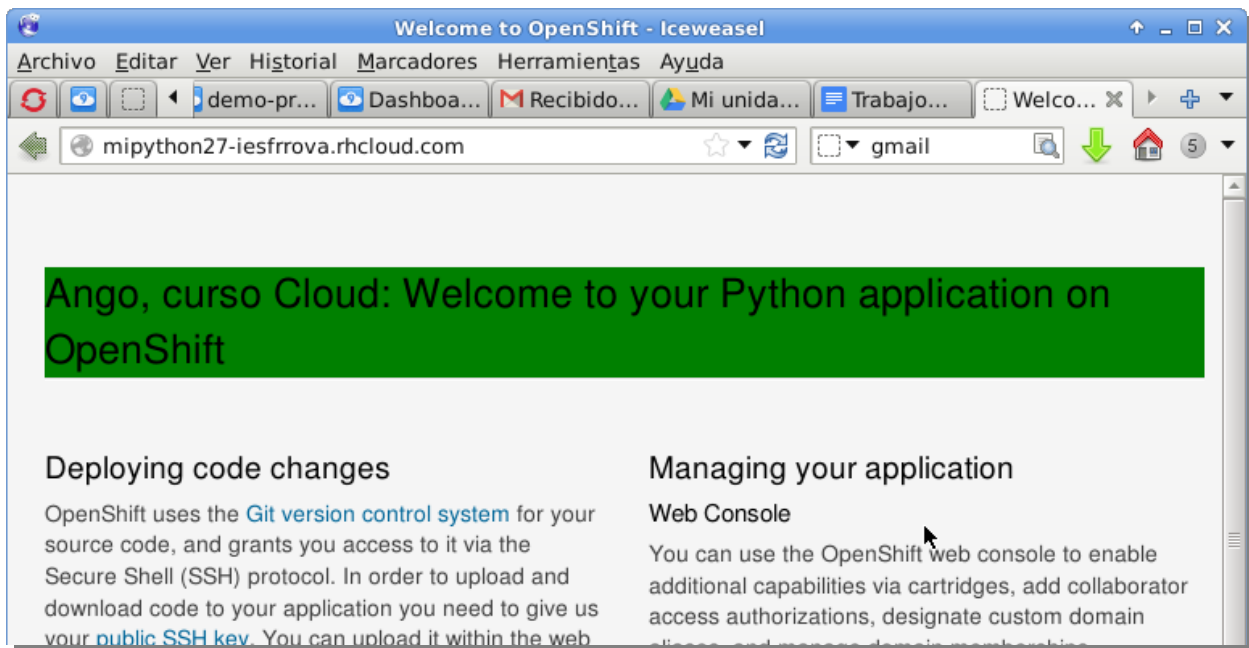 Welcome to OpenShift - Iceweasel
Archivo Editar Ver Historial Marcadores Herramientas Ayuda
demo-pr... Dashboa... Recibido... Mi unida... Trabajo... Welco...
mipython27-iesfrrova.rhcloud.com gmail 5
Ango, curso Cloud: Welcome to your Python application on
OpenShift
Deploying code changes
OpenShift uses the Git version control system for your
source code, and grants you access to it via the
Secure Shell (SSH) protocol. In order to upload and
download code to your application you need to give us
your public SSH key. You can upload it within the web
Managing your application
Web Console
You can use the OpenShift web console to enable
additional capabilities via cartridges, add collaborator
access authorizations, designate custom domain
aliases, and manage domain memberships.